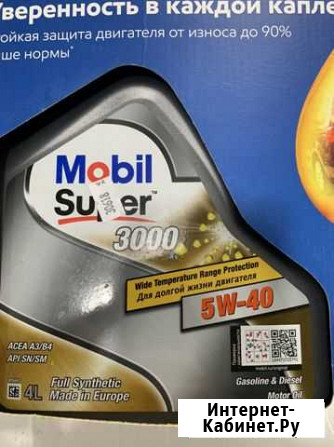 Уверенность в каждой капле
тойкая защита двигателя от износа до 90%
ше нормы*
Mobil
Super™
3000
Wide Temperature Range Protection
Для долгой жизни двигателя
5W-40
ACEA A3/B4
API SN/SM
4L
Full Synthetic
Made in Europe
Gasoline & Diesel
Motor Oil
Интернет-
Кабинет.Ру